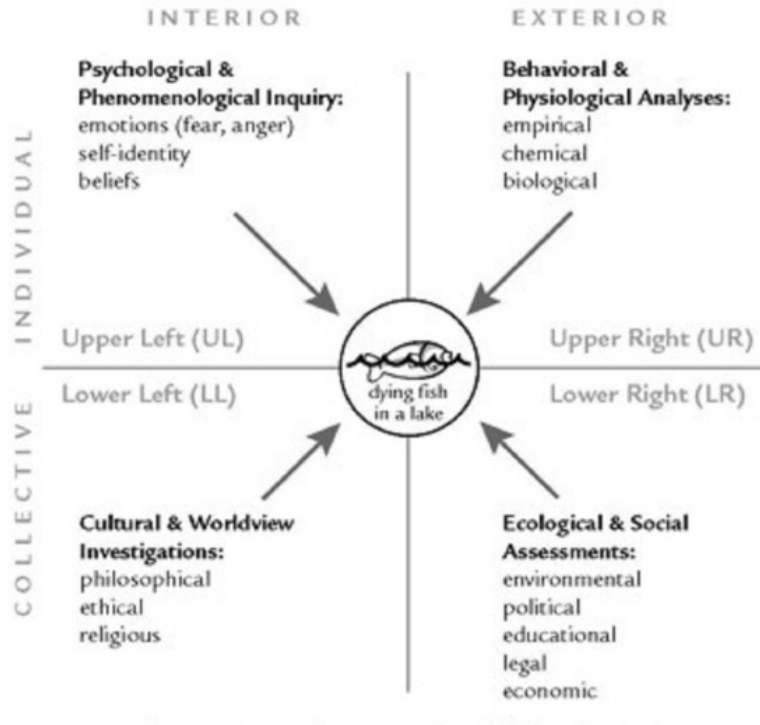 INTERIOR
EXTERIOR
INDIVIDUAL
Psychological &
Phenomenological Inquiry:
emotions (fear, anger)
self-identity
beliefs
Behavioral &
Physiological Analyses:
empirical
chemical
biological
Upper Left (UL)
Upper Right (UR)
dying fish
in a lake
COLLECTIVE
Lower Left (LL)
Lower Right (LR)
Cultural & Worldview
Investigations:
philosophical
ethical
religious
Ecological & Social
Assessments:
environmental
political
educational
legal
economic